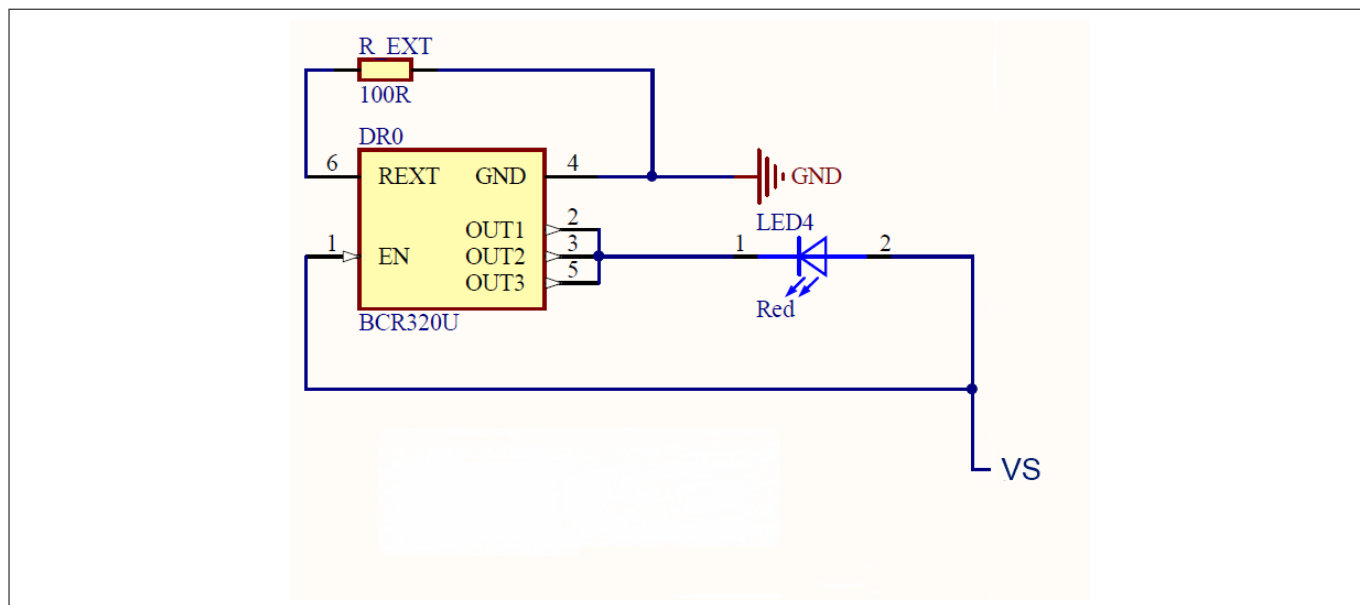 R_EXT
100R
DR0
6 REXT GND 4
GND
OUT1 2
LED4
1 EN OUT2 3
1 2
OUT3 5
Red
BCR320U
VS